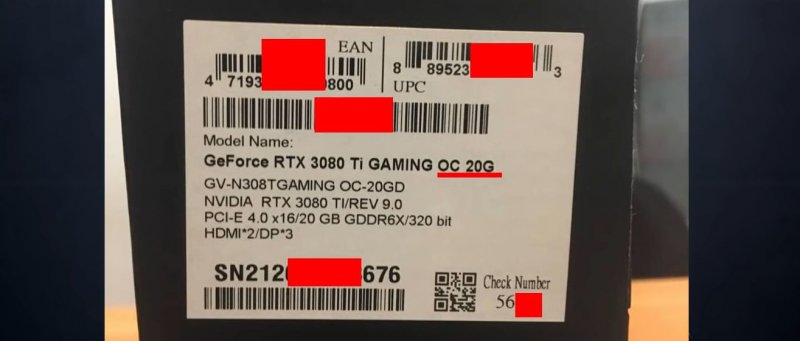 EAN
4 71193 0800
8 89523 3
UPC
Model Name:
GeForce RTX 3080 Ti GAMING OC 20G
GV-N308TGAMING OC-20GD
NVIDIA RTX 3080 TI/REV 9.0
PCI-E 4.0 x16/20 GB GDDR6X/320 bit
HDMI*2/DP*3
SN212 676
Check Number
56